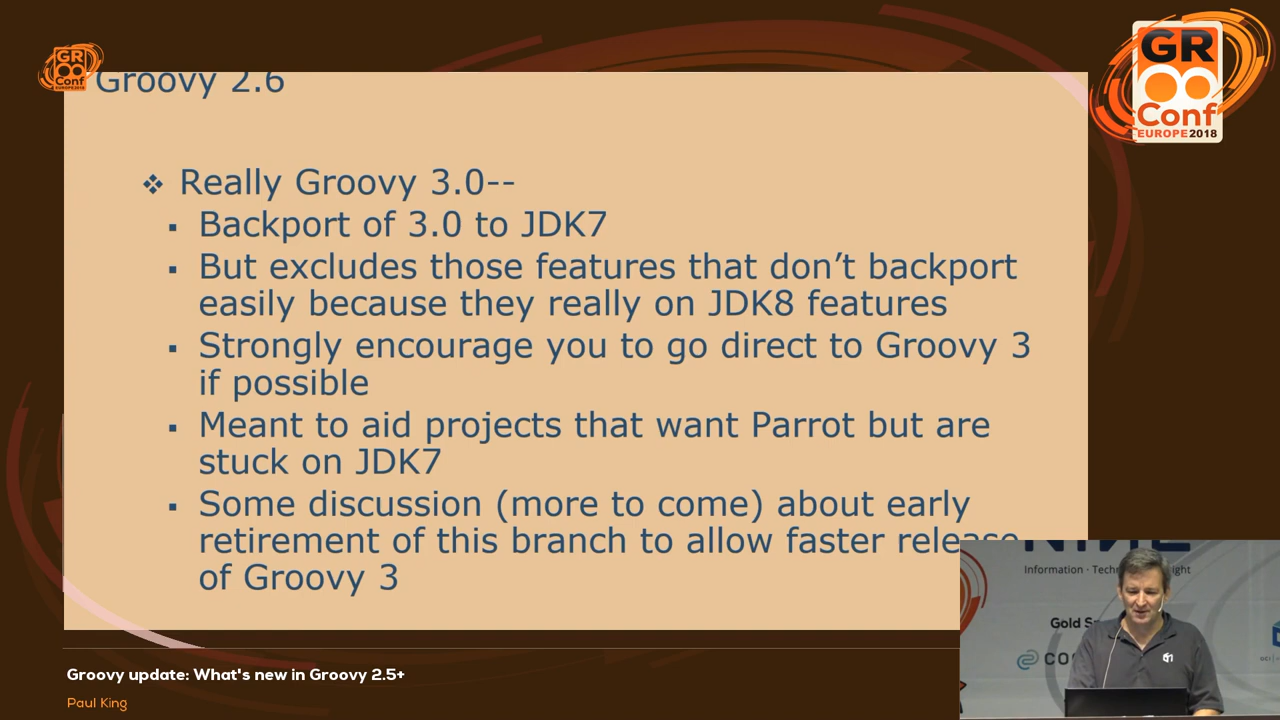 GR
Conf
EUROPE2018
Groovy 2.6
GR
Conf
EUROPE2018
❖ Really Groovy 3.0--
▪ Backport of 3.0 to JDK7
▪ But excludes those features that don’t backport
easily because they really on JDK8 features
▪ Strongly encourage you to go direct to Groovy 3
if possible
▪ Meant to aid projects that want Parrot but are
stuck on JDK7
▪ Some discussion (more to come) about early
retirement of this branch to allow faster release
of Groovy 3
Information · Tech
Gold
Groovy update: What's new in Groovy 2.5+
Paul King